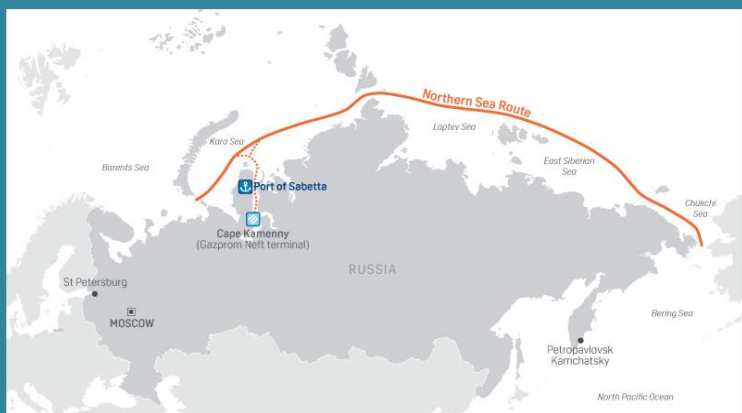 Northern Sea Route
Laptev Sea
Kara Sea
East Siberian
Sea
Barents Sea
Port of Sabetta
Chukchi
Sea
Cape Kamenny
(Gazprom Neft terminal)
RUSSIA
St Petersburg
MOSCOW
Bering Sea
Petropavlovsk
Kamchatsky
North Pacific Ocean